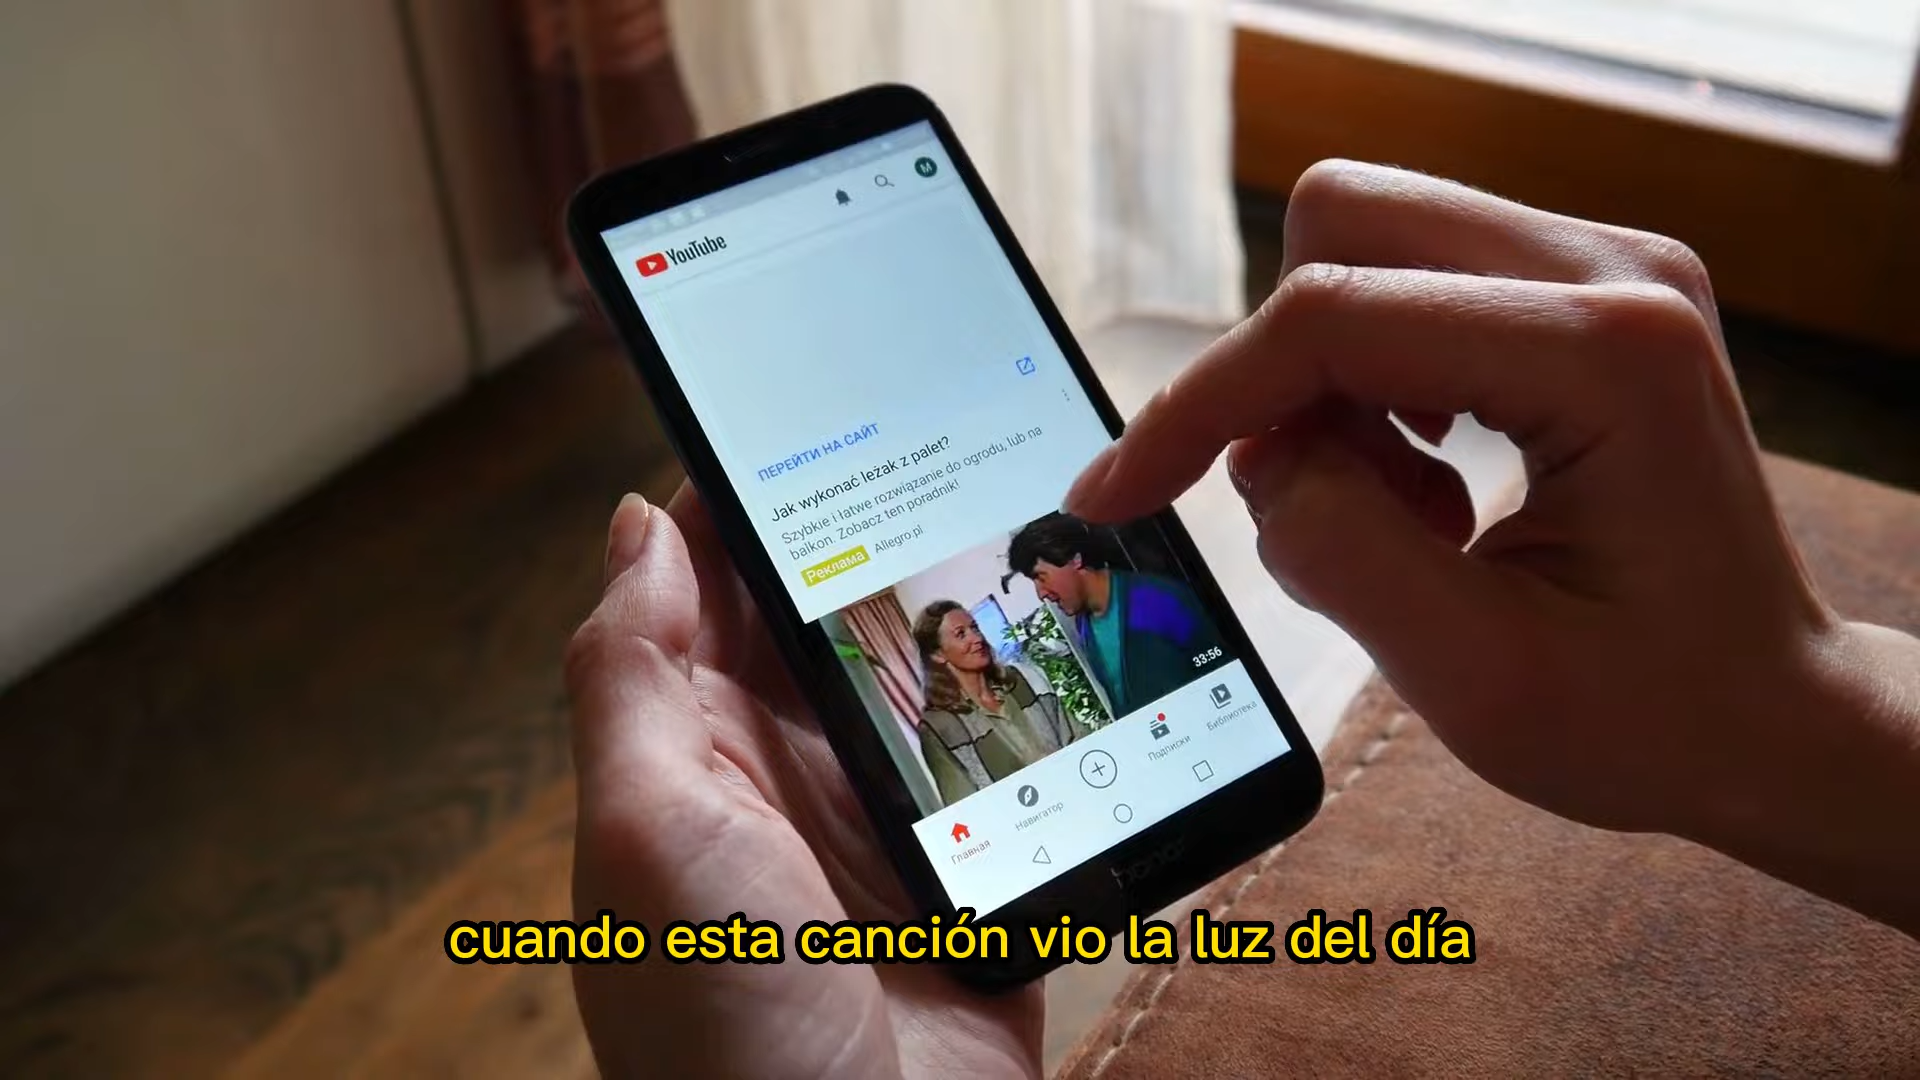 M
YouTube
ПЕРЕЙТИ НА САЙТ
Jak wykonać leżak z palet?
Szybkie i łatwe rozwiązanie do ogrodu, lub na
balkon. Zobacz ten poradnik!
Реклама Allegro.pl
33:56
Главная
Навигатор
Подписки
Библиотека
cuando esta canción vio la luz del día